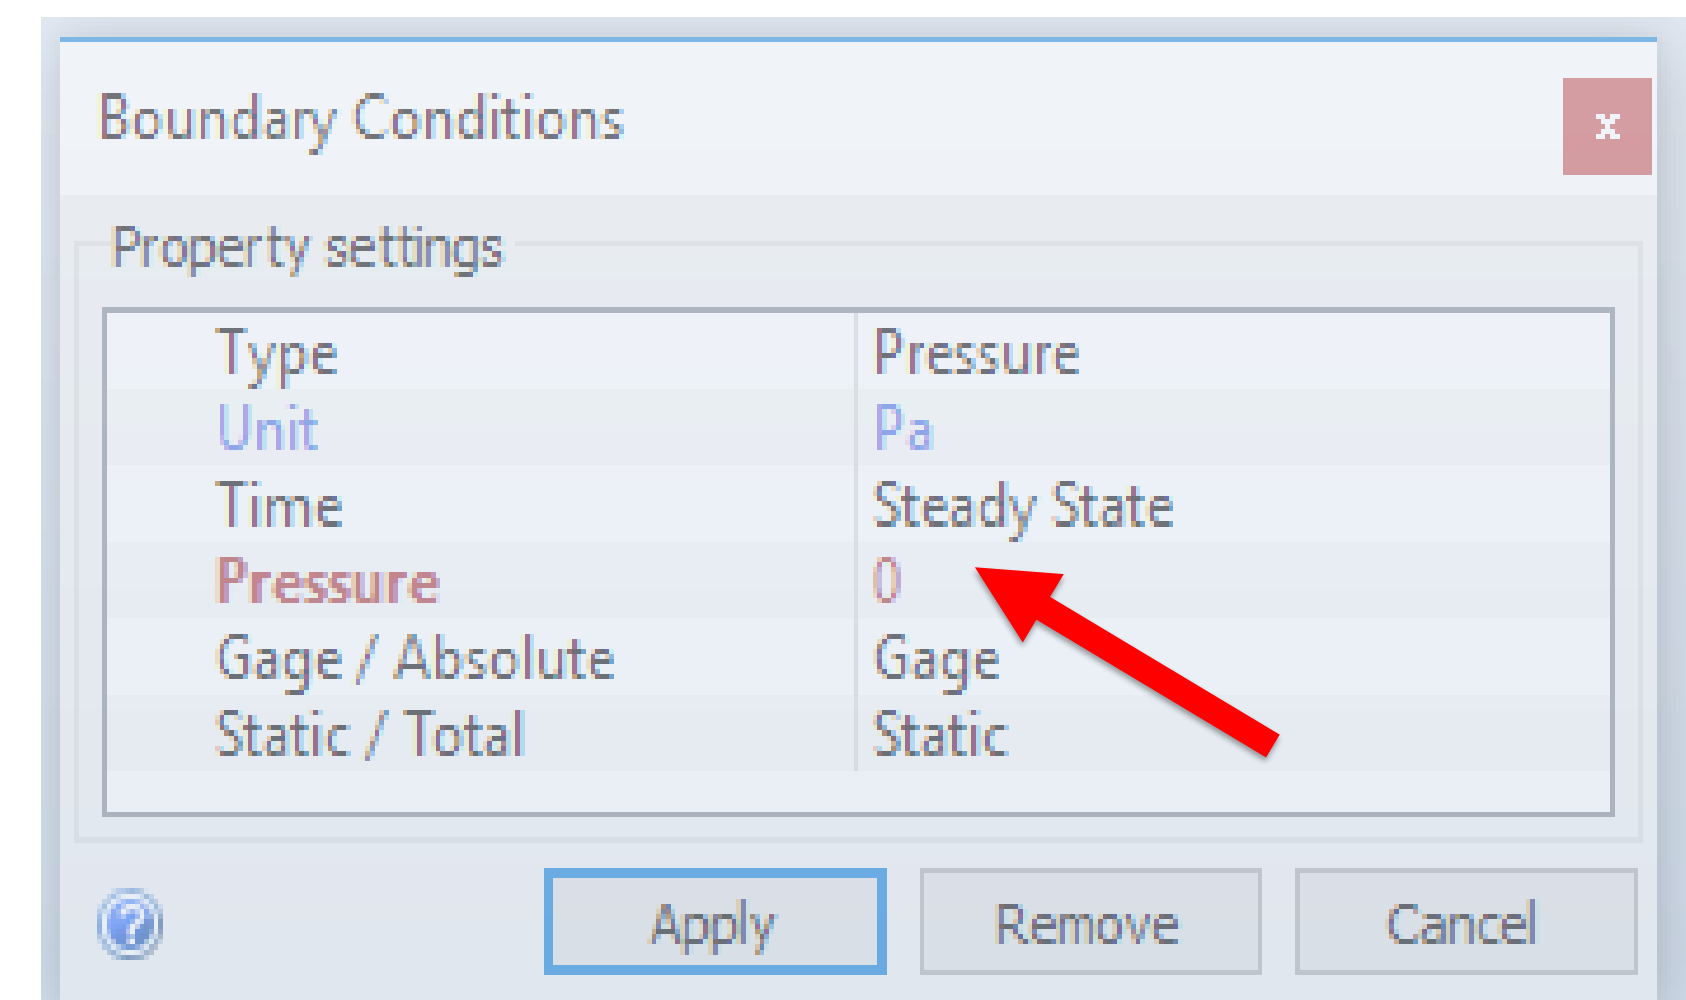 Boundary Conditions
x
Property settings
Type Pressure
Unit Pa
Time Steady State
Pressure 0
Gage / Absolute Gage
Static / Total Static
? Apply Remove Cancel